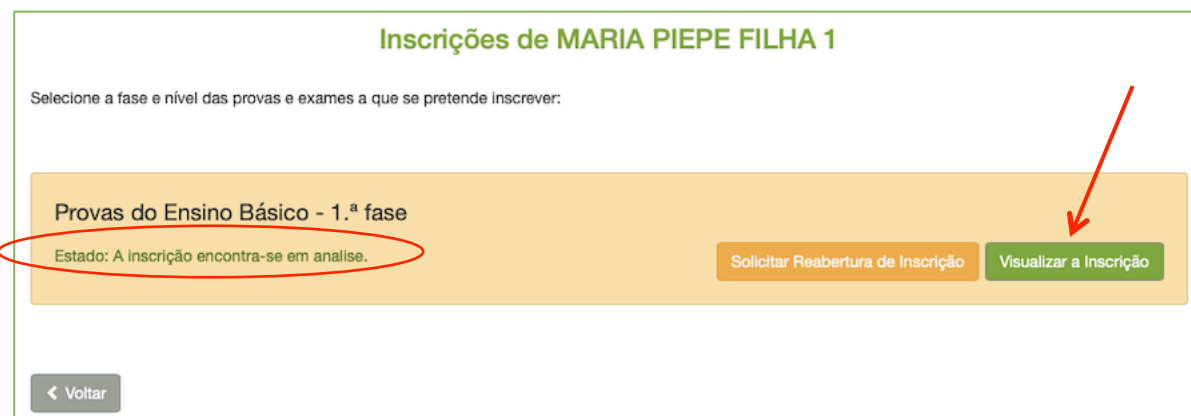 Inscrições de MARIA PIEPE FILHA 1
Selecione a fase e nível das provas e exames a que se pretende inscrever:
Provas do Ensino Básico - 1.ª fase
Estado: A inscrição encontra-se em analise.
Solicitar Reabertura de Inscrição
Visualizar a Inscrição
Voltar